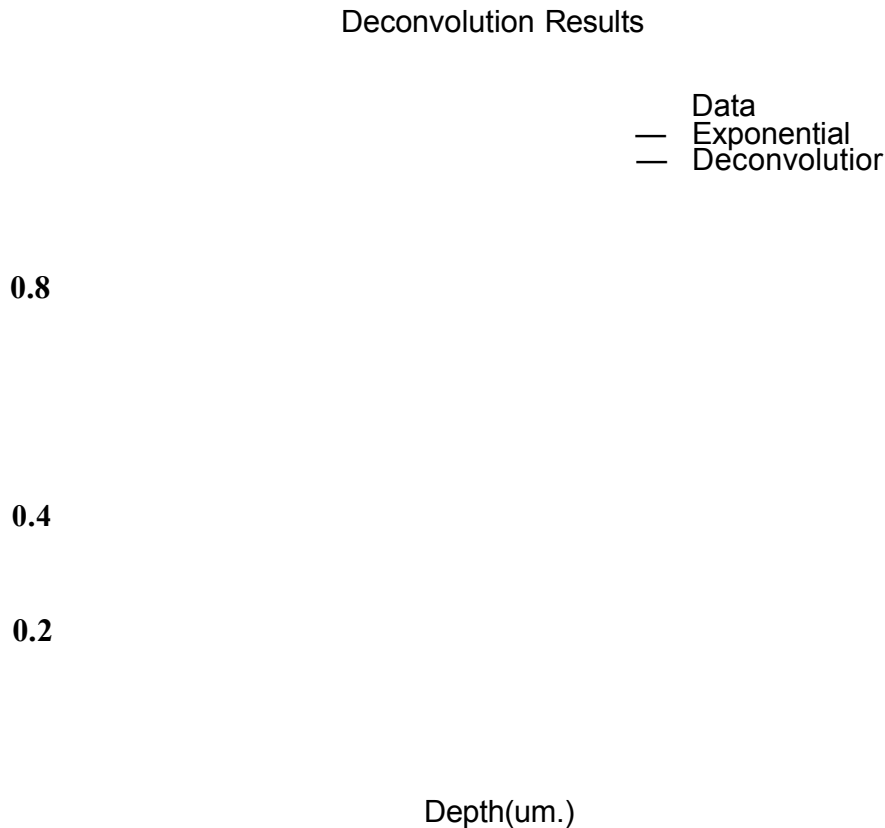 Deconvolution Results
Data
— Exponential
— Deconvolutior
0.8
0.4
0.2
Depth(um.)